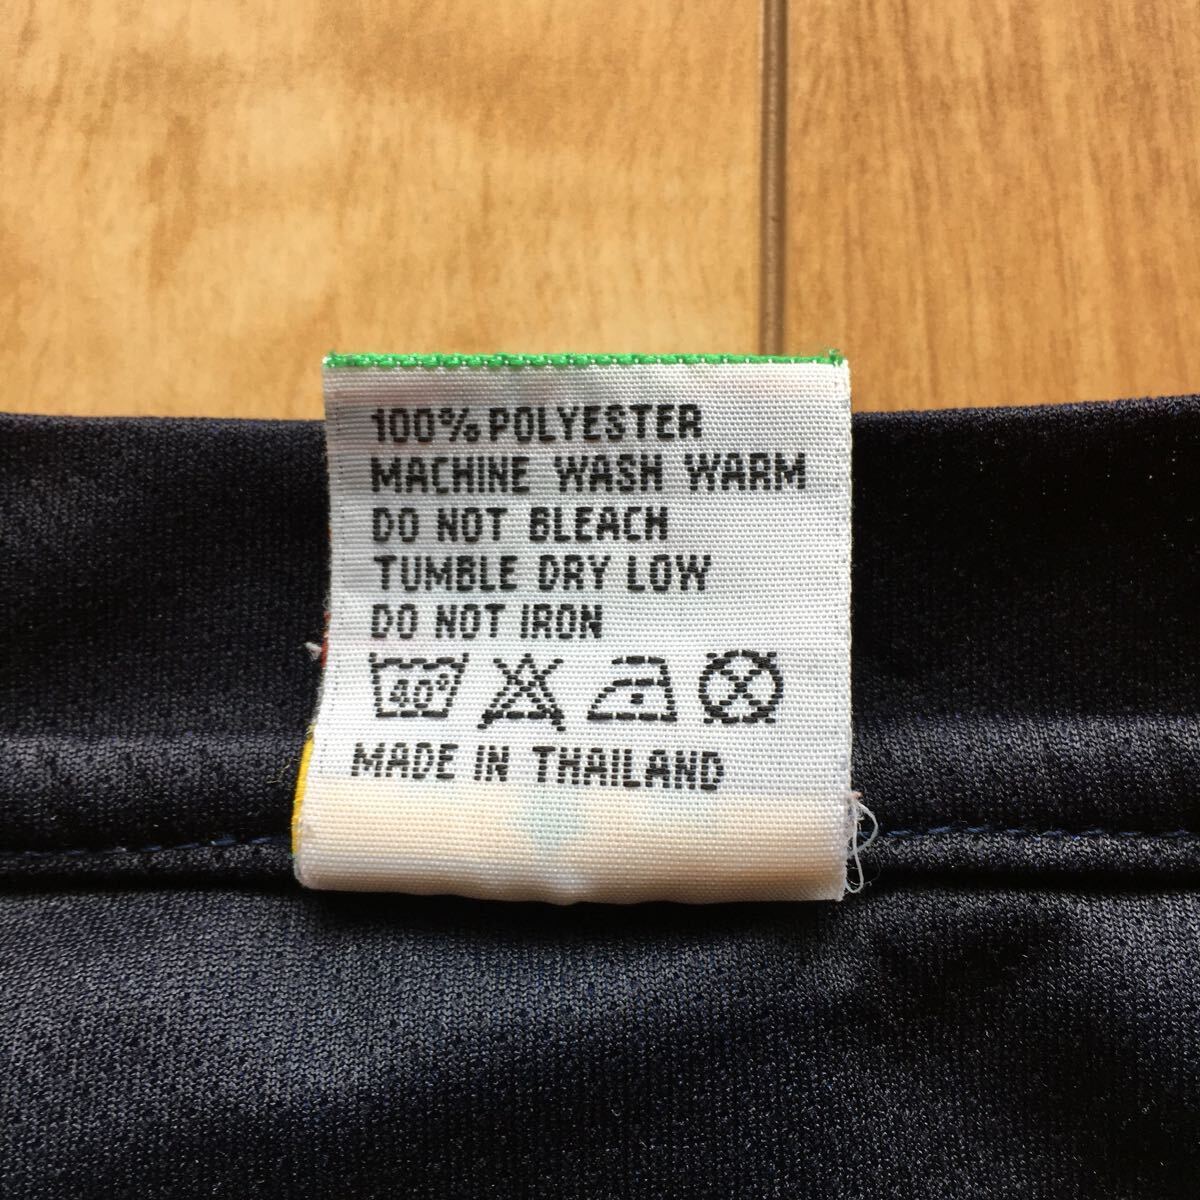 100% POLYESTER
MACHINE WASH WARM
DO NOT BLEACH
TUMBLE DRY LOW
DO NOT IRON
40°
MADE IN THAILAND